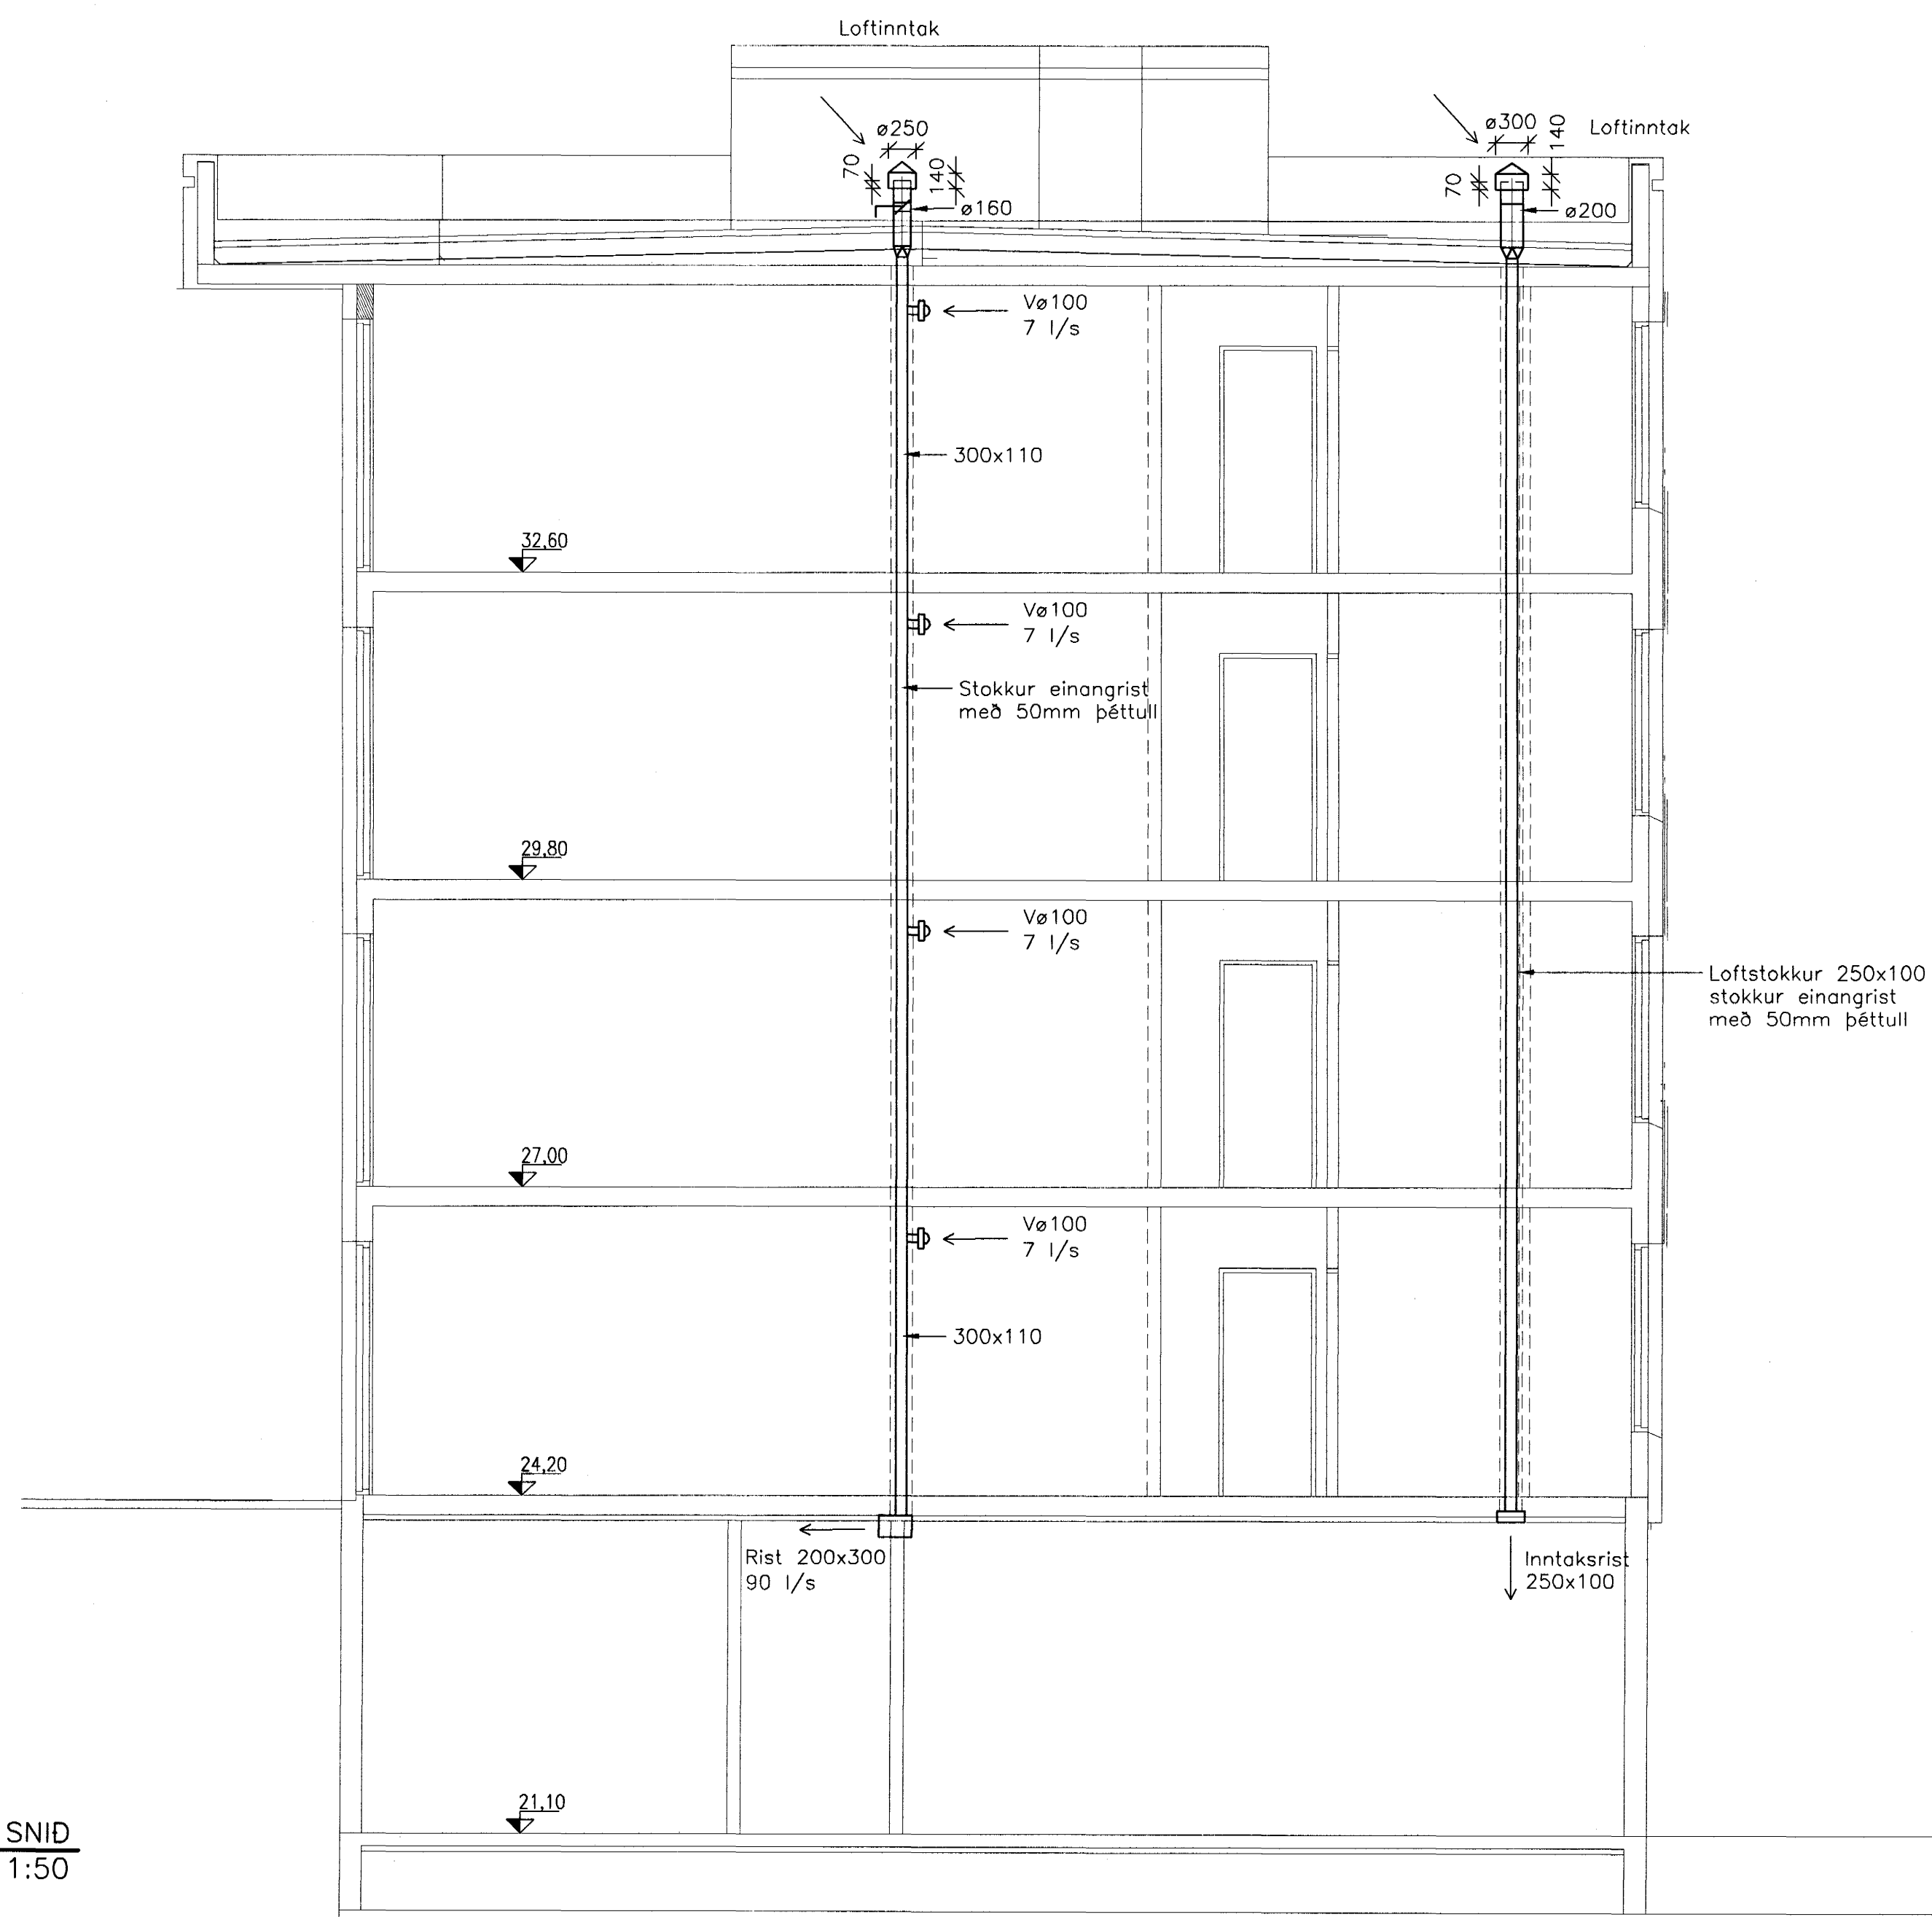 Loftinntak
ø250
70
140
ø160
ø300
140
Loftinntak
70
ø200
Vø100
7 l/s
300x110
32,60
Vø100
7 l/s
Stokkur einangrist
með 50mm þéttull
29,80
Vø100
7 l/s
Loftstokkur 250x100
stokkur einangrist
með 50mm þéttull
27,00
Vø100
7 l/s
300x110
24,20
Rist 200x300
90 l/s
Inntaksrist
250x100
21,10
SNIÐ
1:50